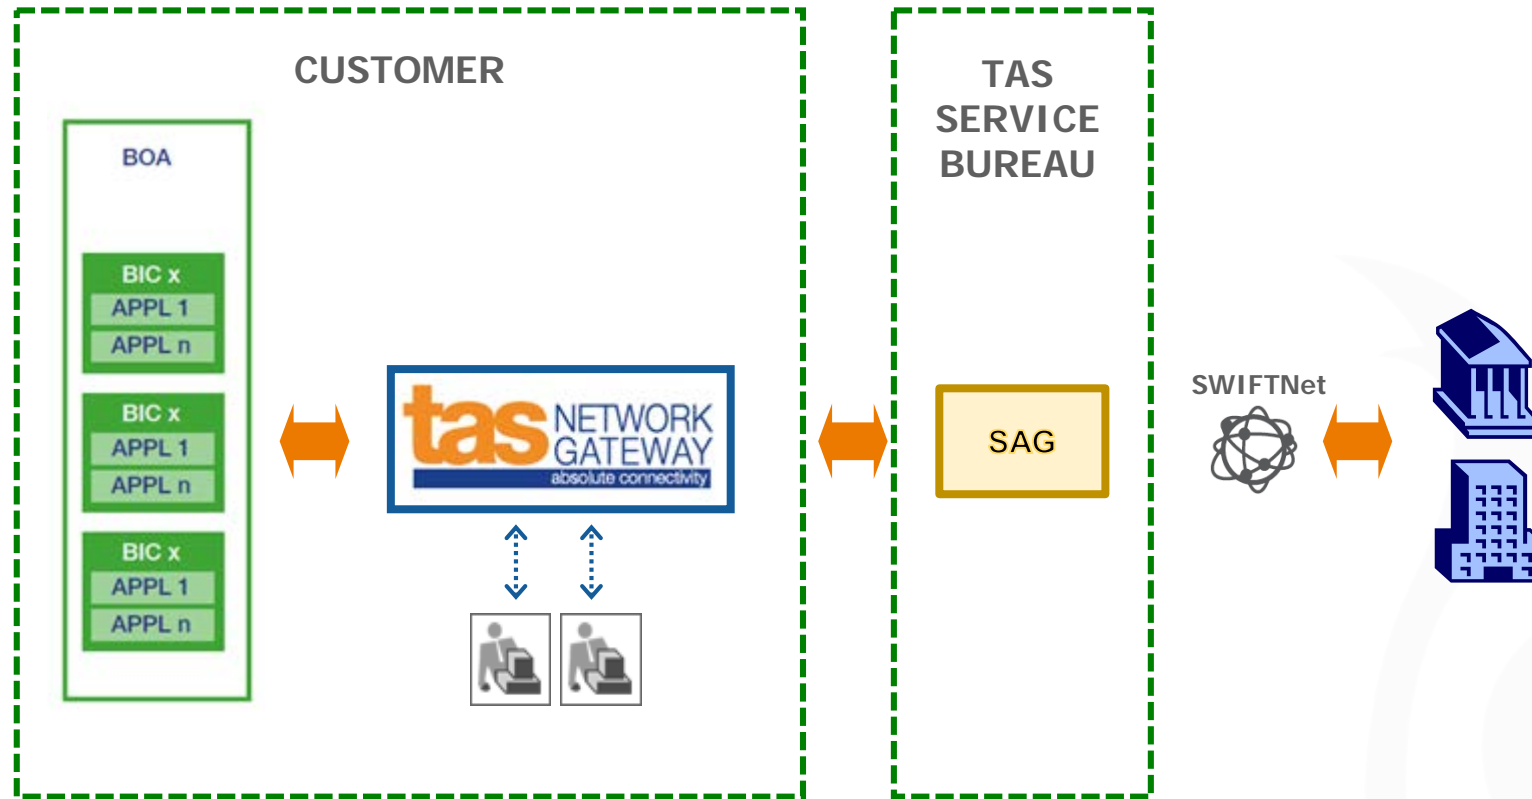 CUSTOMER
BOA
BIC x
APPL 1
APPL n
BIC x
APPL 1
APPL n
BIC x
APPL 1
APPL n
tas NETWORK
GATEWAY
absolute connectivity
TAS
SERVICE
BUREAU
SAG
SWIFTNet